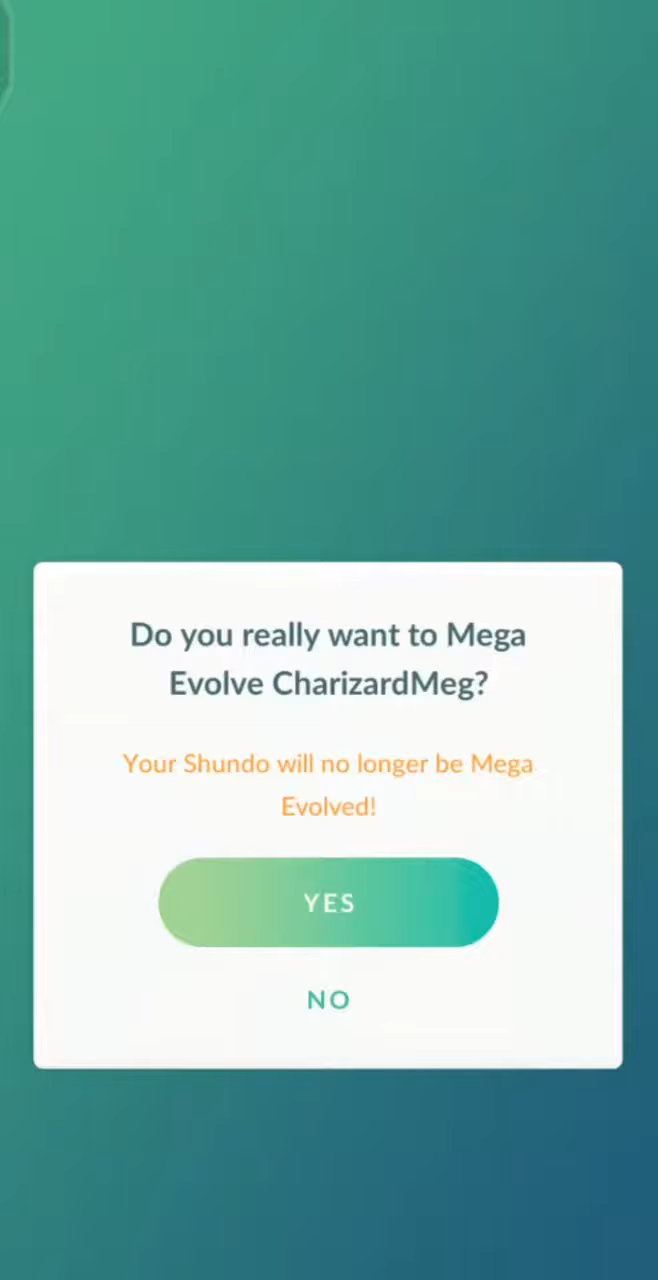 Do you really want to Mega
Evolve CharizardMeg?
Your Shundo will no longer be Mega
Evolved!
YES
NO